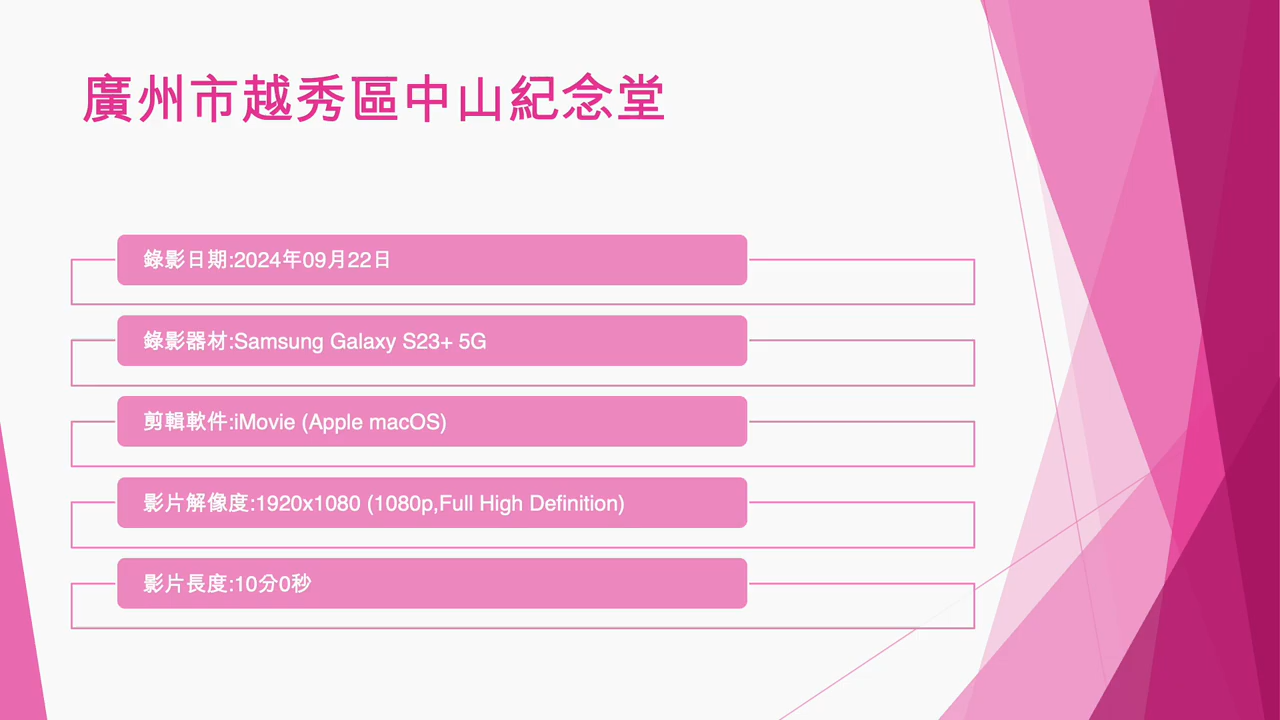 廣州市越秀區中山紀念堂
錄影日期:2024年09月22日
錄影器材:Samsung Galaxy S23+ 5G
剪輯軟件:iMovie (Apple macOS)
影片解像度:1920x1080 (1080p,Full High Definition)
影片長度:10分0秒